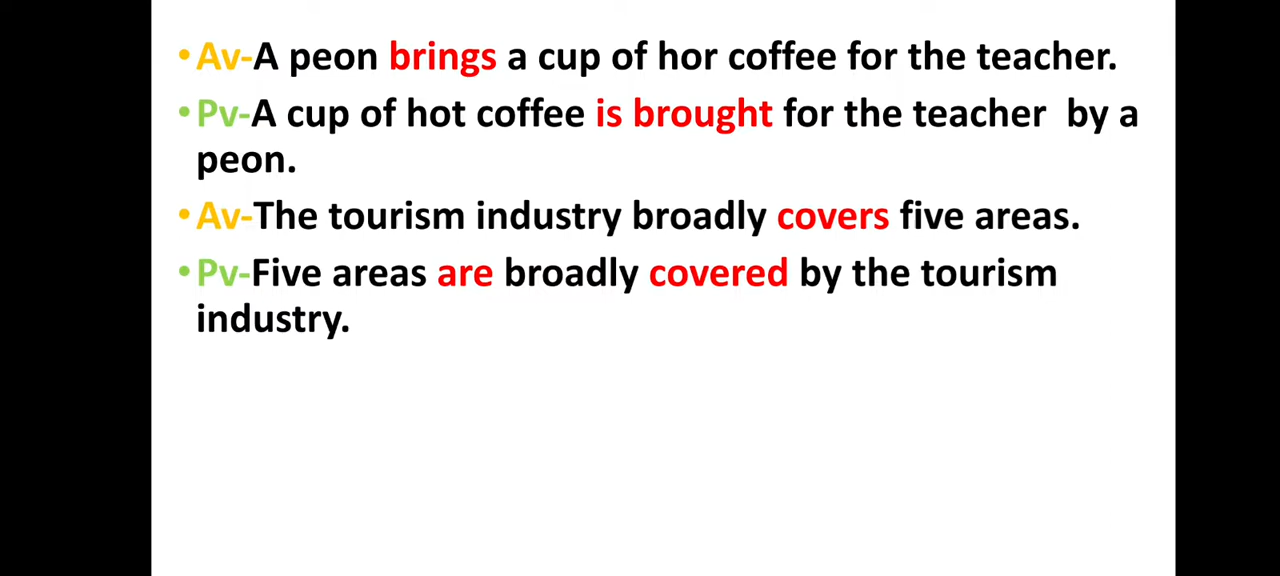 •Av-A peon brings a cup of hor coffee for the teacher.
•Pv-A cup of hot coffee is brought for the teacher by a
peon.
•Av-The tourism industry broadly covers five areas.
•Pv-Five areas are broadly covered by the tourism
industry.